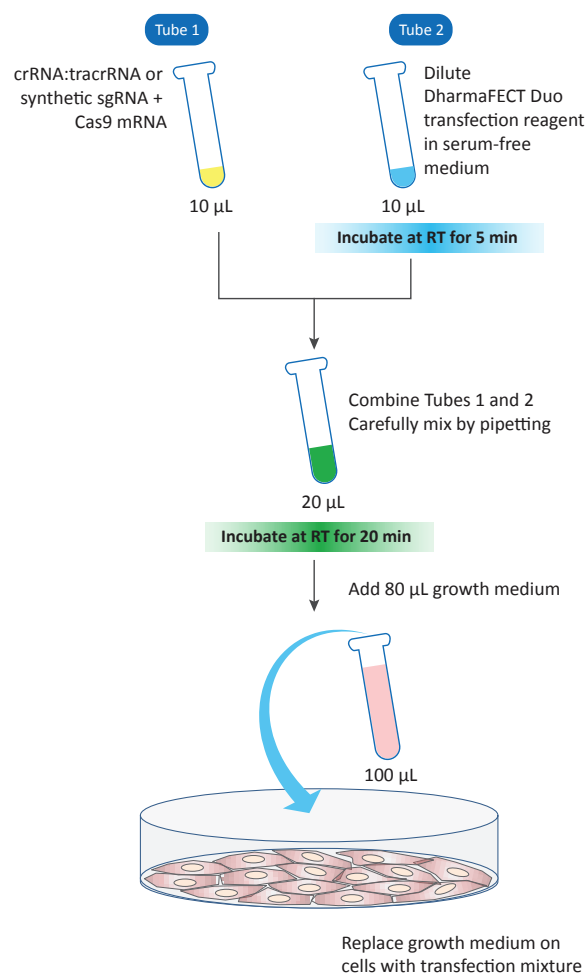 Tube 1
Tube 2
crRNA:tracrRNA or
synthetic sgRNA +
Cas9 mRNA
Dilute
DharmaFECT Duo
transfection reagent
in serum-free
medium
10 µL
10 µL
Incubate at RT for 5 min
Combine Tubes 1 and 2
Carefully mix by pipetting
20 µL
Incubate at RT for 20 min
Add 80 µL growth medium
100 µL
Replace growth medium on
cells with transfection mixture